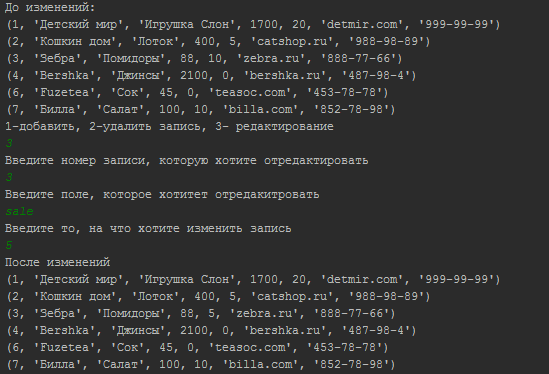 До изменений:
(1, 'Детский мир', 'Игрушка Слон', 1700, 20, 'detmir.com', '999-99-99')
(2, 'Кошкин дом', 'Лоток', 400, 5, 'catshop.ru', '988-98-89')
(3, 'Зебра', 'Помидоры', 88, 10, 'zebra.ru', '888-77-66')
(4, 'Bershka', 'Джинсы', 2100, 0, 'bershka.ru', '487-98-4')
(6, 'Fuzetea', 'Сок', 45, 0, 'teasoc.com', '453-78-78')
(7, 'Билла', 'Салат', 100, 10, 'billa.com', '852-78-98')
1-добавить, 2-удалить запись, 3- редактирование
3
Введите номер записи, которую хотите отредактировать
3
Введите поле, которое хотитет отредакитровать
sale
Введите то, на что хотите изменить запись
5
После изменений
(1, 'Детский мир', 'Игрушка Слон', 1700, 20, 'detmir.com', '999-99-99')
(2, 'Кошкин дом', 'Лоток', 400, 5, 'catshop.ru', '988-98-89')
(3, 'Зебра', 'Помидоры', 88, 5, 'zebra.ru', '888-77-66')
(4, 'Bershka', 'Джинсы', 2100, 0, 'bershka.ru', '487-98-4')
(6, 'Fuzetea', 'Сок', 45, 0, 'teasoc.com', '453-78-78')
(7, 'Билла', 'Салат', 100, 10, 'billa.com', '852-78-98')